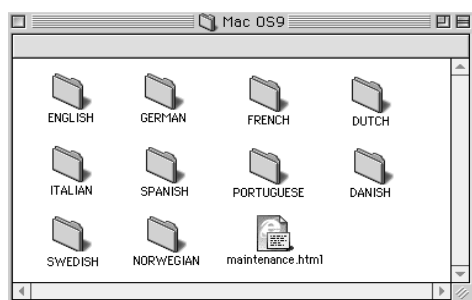 Mac OS9
ENGLISH GERMAN FRENCH DUTCH
ITALIAN SPANISH PORTUGUESE DANISH
SWEDISH NORWEGIAN maintenance.html